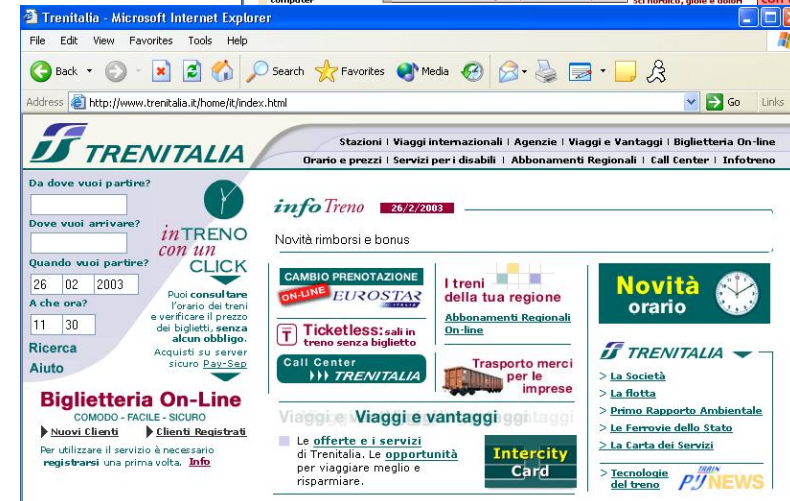 computer
sci nordico, gioie e dolori
Trenitalia - Microsoft Internet Explorer
File Edit View Favorites Tools Help
Back Search Favorites Media
Address http://www.trenitalia.it/home/it/index.html Go Links
TRENITALIA
Stazioni | Viaggi internazionali | Agenzie | Viaggi e Vantaggi | Biglietteria On-line
Orario e prezzi | Servizi per i disabili | Abbonamenti Regionali | Call Center | Infotreno
Da dove vuoi partire?
Dove vuoi arrivare?
Quando vuoi partire?
26 02 2003
A che ora?
11 30
Ricerca
Aiuto
inTRENO
con un
CLICK
Puoi consultare
l'orario dei treni
e verificare il prezzo
dei biglietti, senza
alcun obbligo.
Acquisti su server
sicuro Pay-Sep
Biglietteria On-Line
COMODO - FACILE - SICURO
Nuovi Clienti Clienti Registrati
Per utilizzare il servizio è necessario
registrarsi una prima volta. Info
infoTreno 26/2/2003
Novità rimborsi e bonus
CAMBIO PRENOTAZIONE
ON-LINE EUROSTAR
ITALIA
Ticketless: sali in
treno senza biglietto
Call Center
TRENITALIA
I treni
della tua regione
Abbonamenti Regionali
On-line
Trasporto merci
per le
imprese
Viaggi e Viaggi e vantaggi
Le offerte e i servizi
di Trenitalia. Le opportunità
per viaggiare meglio e
risparmiare.
Intercity
Card
Novità
orario
TRENITALIA
> La Società
> La flotta
> Primo Rapporto Ambientale
> Le Ferrovie dello Stato
> La Carta dei Servizi
> Tecnologie
del treno
TRAIN
NEWS